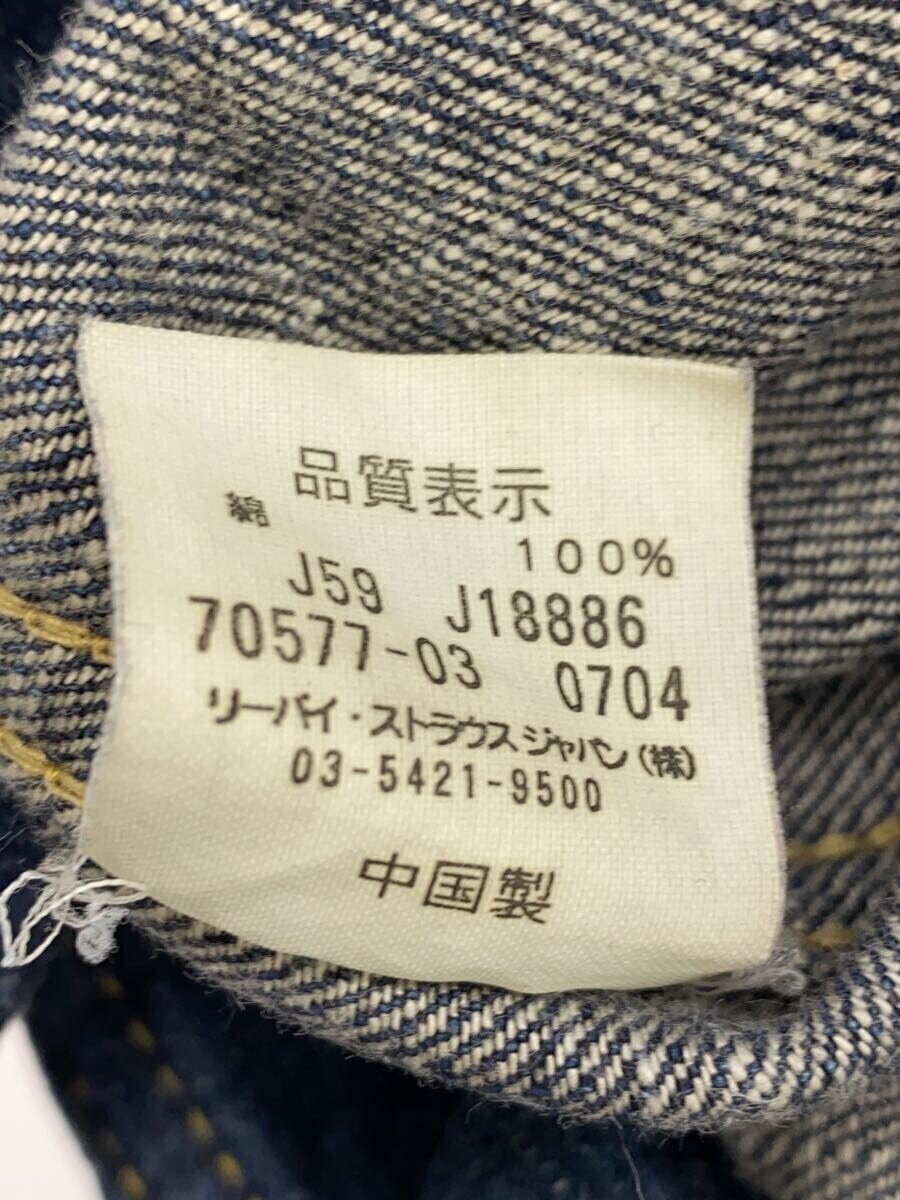 品質表示
綿 100%
J59 J18886
70577-03 0704
リーバイ・ストラウスジャパン(株)
03-5421-9500
中国製